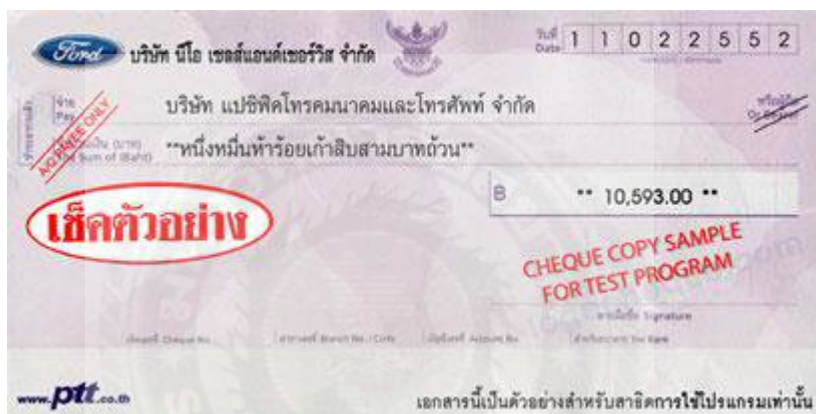 Ford บริษัท นีโอ เซลส์แอนด์เซอร์วิส จำกัด
วันที่ 1 1 0 2 2 5 5 2
Date
จ่าย บริษัท แปซิฟิคโทรคมนาคมและโทรศัพท์ จำกัด หรือผู้ถือ
Pay Or Bearer
A/C PAYEE ONLY
จำนวนเงิน (บาท) **หนึ่งหมื่นห้าร้อยเก้าสิบสามบาทถ้วน**
The Sum of (Baht)
฿ ** 10,593.00 **
เช็คตัวอย่าง
CHEQUE COPY SAMPLE
FOR TEST PROGRAM
ลายมือชื่อ Signature
Cheque No. Branch No. / Code Account No.
www.ptt.co.th
เอกสารนี้เป็นตัวอย่างสำหรับสาธิตการใช้โปรแกรมเท่านั้น